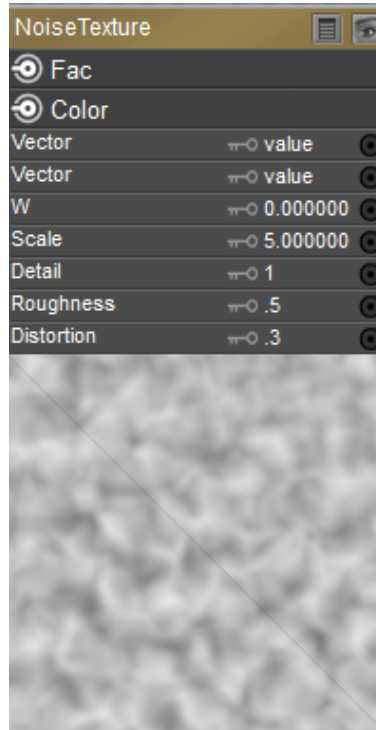 NoiseTexture
Fac
Color
Vector value
Vector value
W 0.000000
Scale 5.000000
Detail 1
Roughness .5
Distortion .3